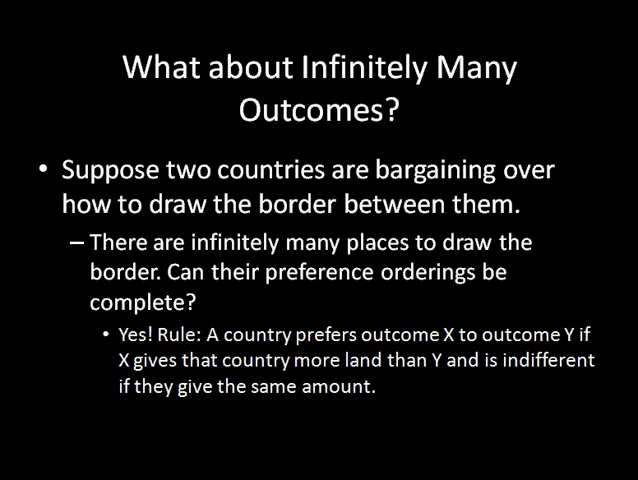 What about Infinitely Many
Outcomes?
• Suppose two countries are bargaining over
how to draw the border between them.
– There are infinitely many places to draw the
border. Can their preference orderings be
complete?
• Yes! Rule: A country prefers outcome X to outcome Y if
X gives that country more land than Y and is indifferent
if they give the same amount.